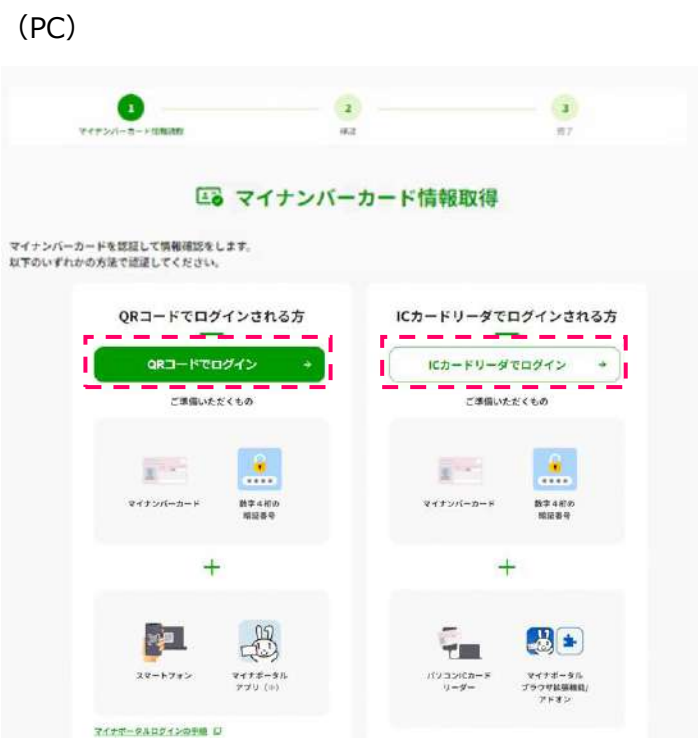 （PC）
1
2
3
マイナンバーカード情報読取
確認
完了
マイナンバーカード情報取得
マイナンバーカードを認証して情報確認をします。
以下のいずれかの方法で認証してください。
QRコードでログインされる方
QRコードでログイン
ご準備いただくもの
マイナンバーカード
数字4桁の
暗証番号
+
スマートフォン
マイナポータル
アプリ（※）
マイナポータルログインの手順
ICカードリーダでログインされる方
ICカードリーダでログイン
ご準備いただくもの
マイナンバーカード
数字4桁の
暗証番号
+
パソコンICカード
リーダー
マイナポータル
ブラウザ拡張機能/
アドオン